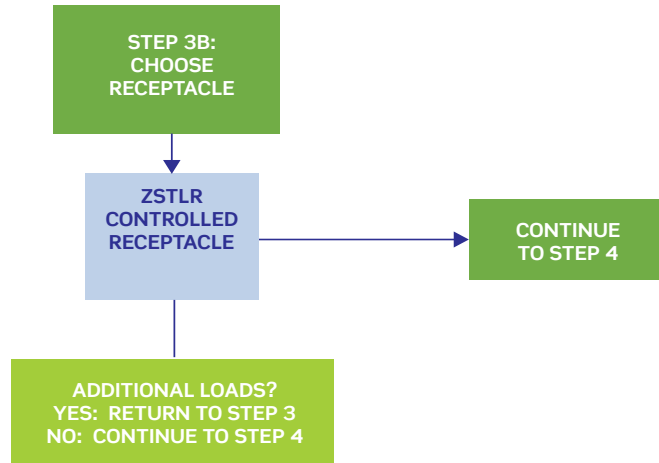 STEP 3B:
CHOOSE
RECEPTACLE
ZSTLR
CONTROLLED
RECEPTACLE
CONTINUE
TO STEP 4
ADDITIONAL LOADS?
YES: RETURN TO STEP 3
NO: CONTINUE TO STEP 4